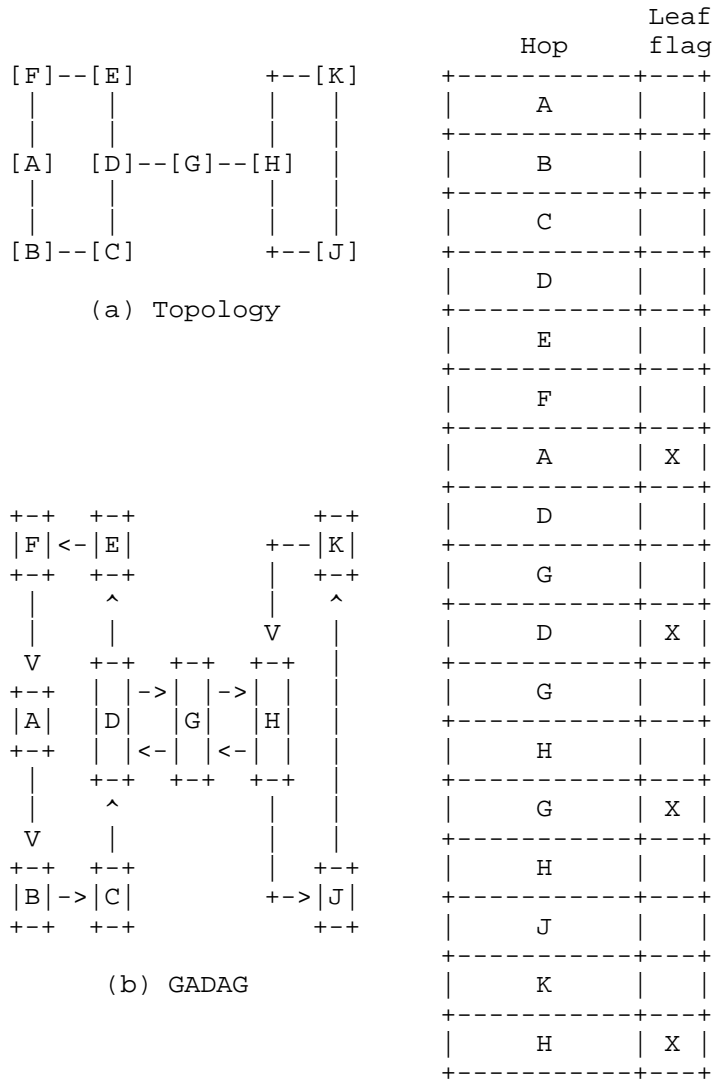 Leaf
                                        Hop       flag
[F]--[E]            +--[K]         +-----------+---+
 |    |             |   |          |     A     |   |
 |    |             |   |          +-----------+---+
[A]  [D]--[G]--[H]  |              |     B     |   |
 |    |             |   |          +-----------+---+
 |    |             |   |          |     C     |   |
[B]--[C]            +--[J]         +-----------+---+
                                   |     D     |   |
     (a) Topology                  +-----------+---+
                                   |     E     |   |
                                   +-----------+---+
                                   |     F     |   |
                                   +-----------+---+
                                   |     A     | X |
                                   +-----------+---+
+-+  +-+            +-+            |     D     |   |
|F|<-|E|         +--|K|            +-----------+---+
+-+  +-+         |  +-+            |     G     |   |
 |    ^          |   ^             +-----------+---+
 |    |          V   |             |     D     | X |
 V   +-+  +-+  +-+   |             +-----------+---+
+-+  | |->| |->| |   |             |     G     |   |
|A|  |D|  |G|  |H|   |             +-----------+---+
+-+  | |<-| |<-| |   |             |     H     |   |
 |   +-+  +-+  +-+   |             +-----------+---+
 |    ^          |   |             |     G     | X |
 V    |          |   |             +-----------+---+
+-+  +-+         |  +-+            |     H     |   |
|B|->|C|         +->|J|            +-----------+---+
+-+  +-+            +-+            |     J     |   |
                                   +-----------+---+
      (b) GADAG                    |     K     |   |
                                   +-----------+---+
                                   |     H     | X |
                                   +-----------+---+